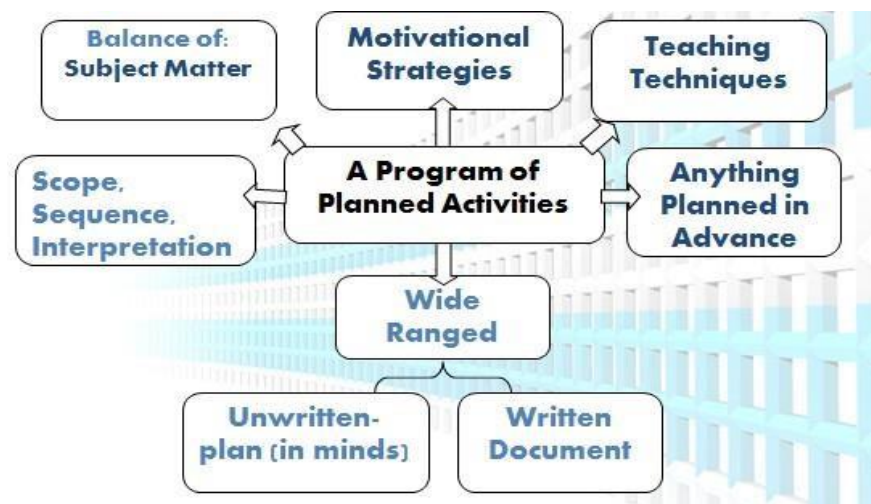 Balance of:
Subject Matter
Motivational
Strategies
Teaching
Techniques
Scope,
Sequence,
Interpretation
A Program of
Planned Activities
Anything
Planned in
Advance
Wide
Ranged
Unwritten-
plan (in minds)
Written
Document